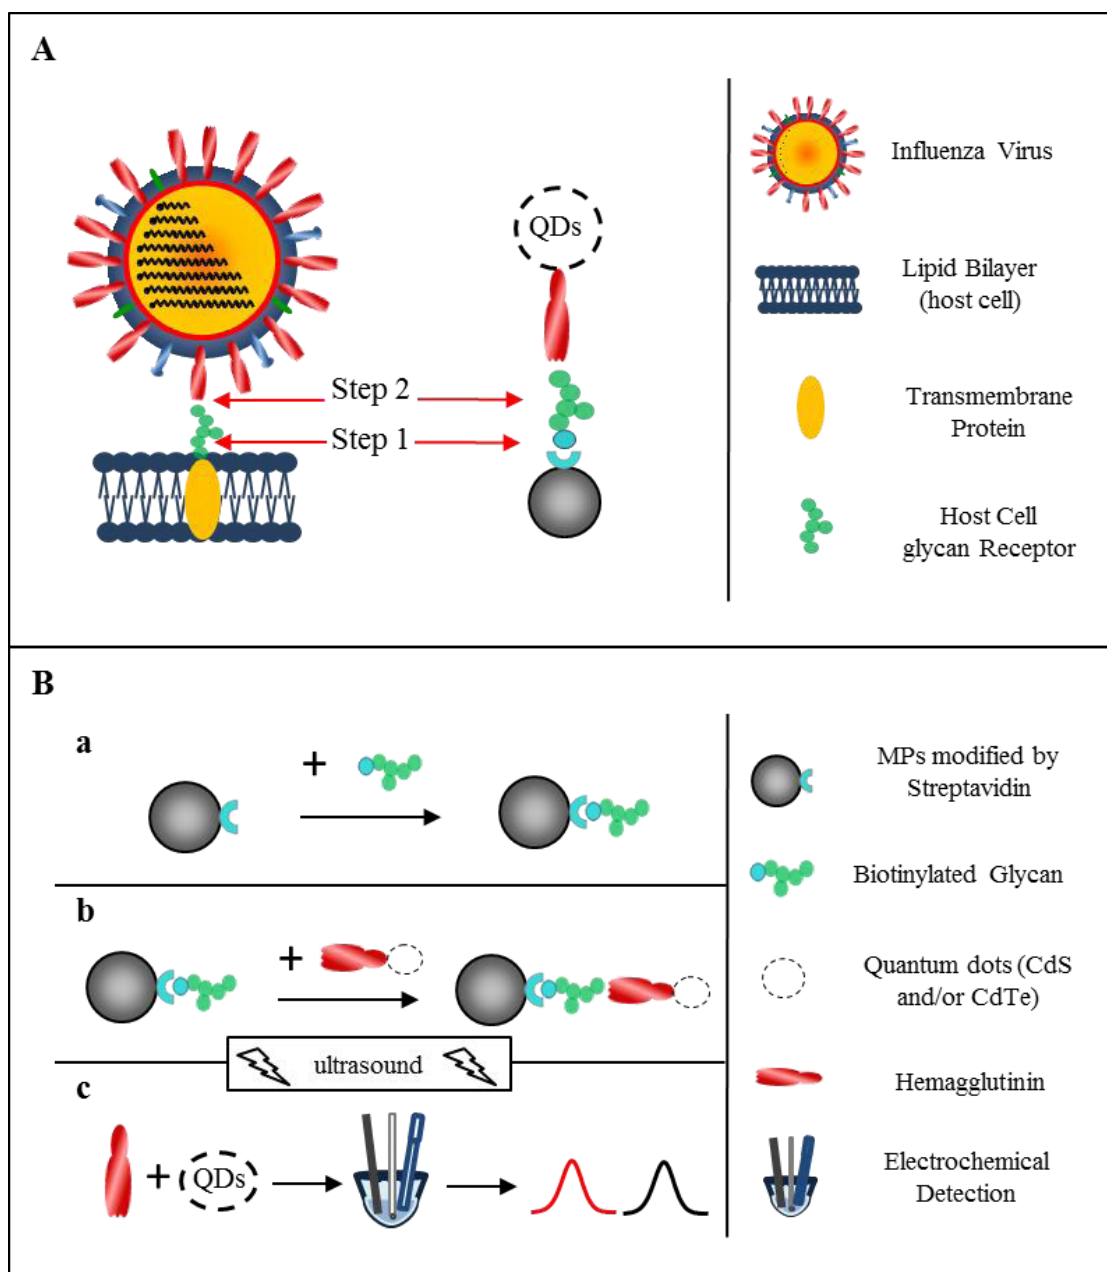 A
QDs
Step 2
Step 1
Influenza Virus
Lipid Bilayer
(host cell)
Transmembrane
Protein
Host Cell
glycan Receptor
B
a
+
b
+
ultrasound
c
+
QDs
MPs modified by
Streptavidin
Biotinylated Glycan
Quantum dots (CdS
and/or CdTe)
Hemagglutinin
Electrochemical
Detection